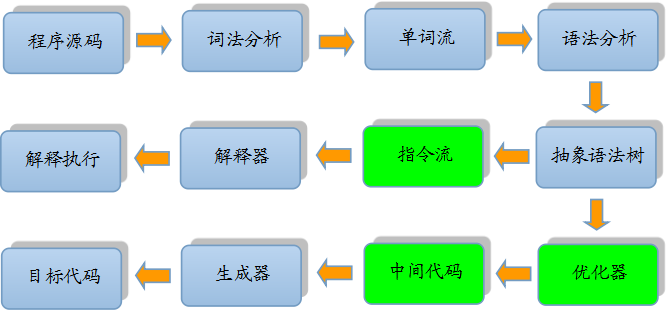 程序源码
词法分析
单词流
语法分析
解释执行
解释器
指令流
抽象语法树
目标代码
生成器
中间代码
优化器